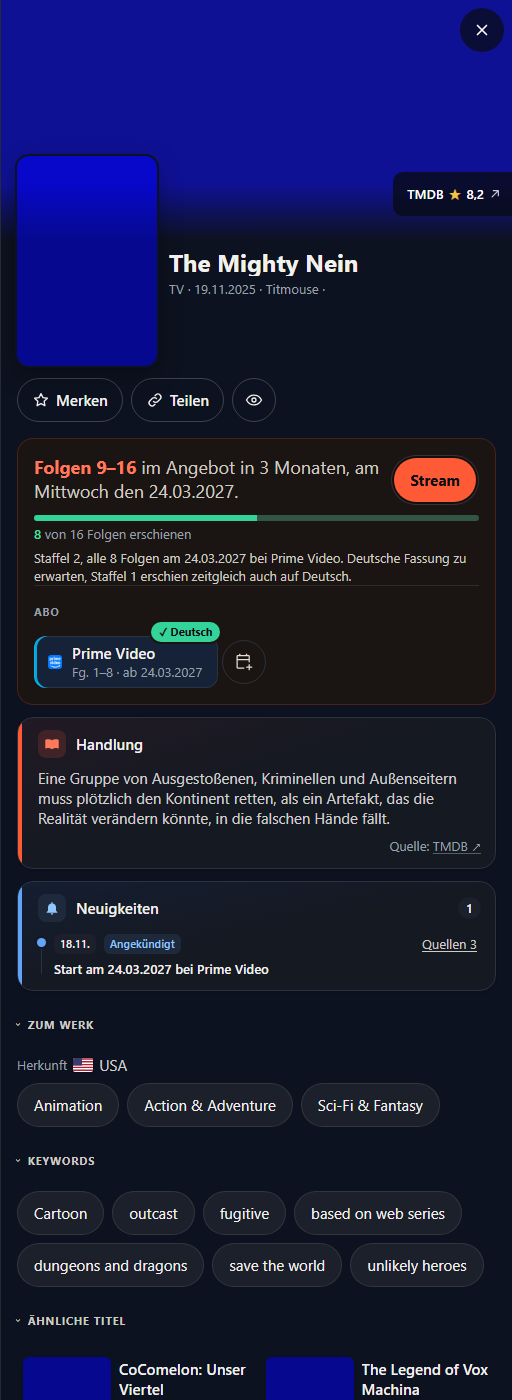 TMDB ★ 8,2 ↗
The Mighty Nein
TV · 19.11.2025 · Titmouse ·
Merken
Teilen
Folgen 9–16 im Angebot in 3 Monaten, am
Mittwoch den 24.03.2027.
Stream
8 von 16 Folgen erschienen
Staffel 2, alle 8 Folgen am 24.03.2027 bei Prime Video. Deutsche Fassung zu
erwarten, Staffel 1 erschien zeitgleich auch auf Deutsch.
ABO
✓ Deutsch
Prime Video
Fg. 1–8 · ab 24.03.2027
Handlung
Eine Gruppe von Ausgestoßenen, Kriminellen und Außenseitern
muss plötzlich den Kontinent retten, als ein Artefakt, das die
Realität verändern könnte, in die falschen Hände fällt.
Quelle: TMDB ↗
Neuigkeiten
1
18.11. Angekündigt
Quellen 3
Start am 24.03.2027 bei Prime Video
ZUM WERK
Herkunft USA
Animation
Action & Adventure
Sci-Fi & Fantasy
KEYWORDS
Cartoon
outcast
fugitive
based on web series
dungeons and dragons
save the world
unlikely heroes
ÄHNLICHE TITEL
CoComelon: Unser
Viertel
The Legend of Vox
Machina